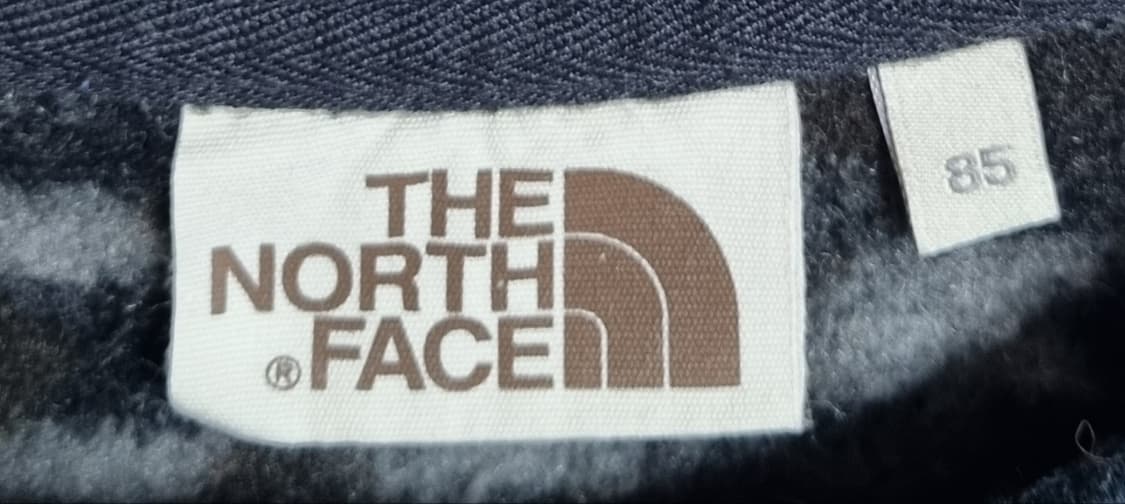 THE
NORTH
® FACE
85